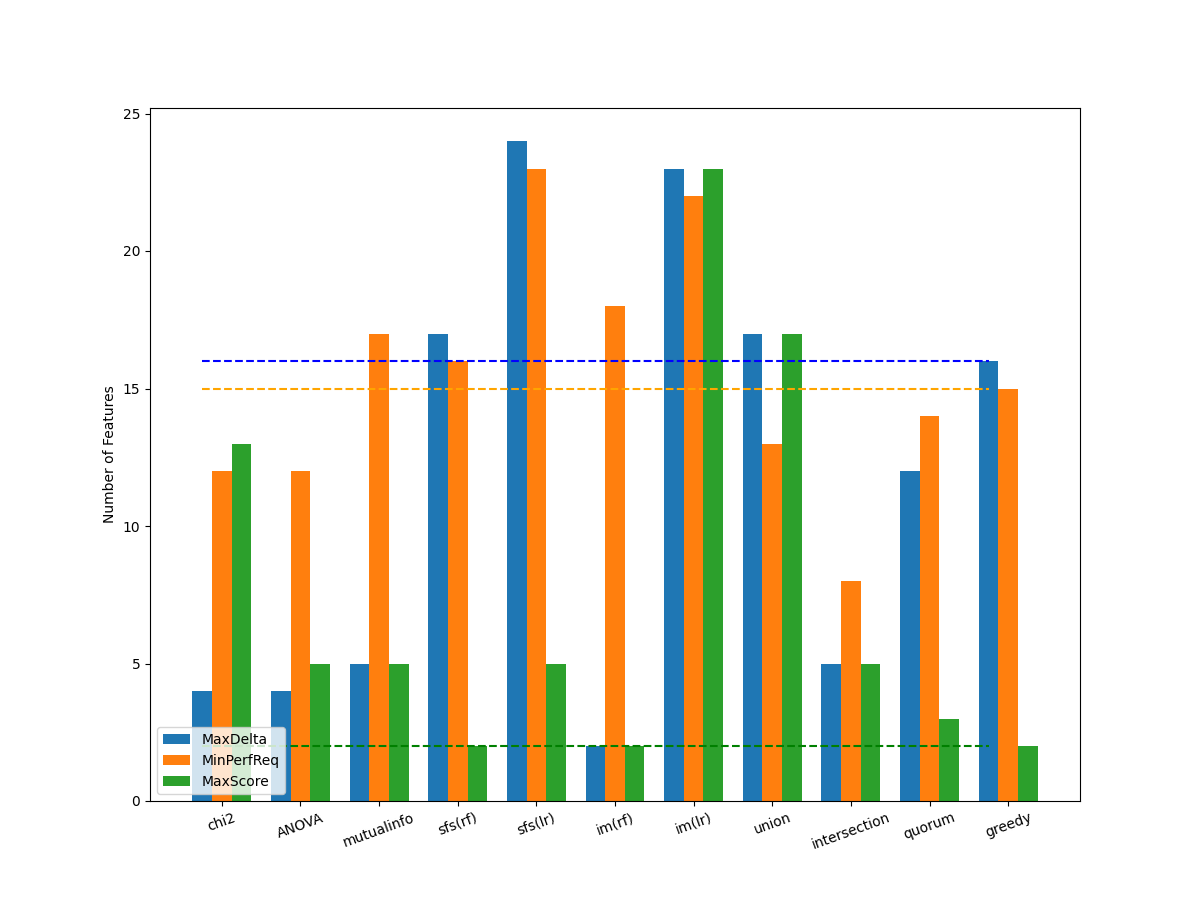 25
20
15
10
5
0
Number of Features
MaxDelta
MinPerfReq
MaxScore
chi2
ANOVA
mutualinfo
sfs(rf)
sfs(lr)
im(rf)
im(lr)
union
intersection
quorum
greedy